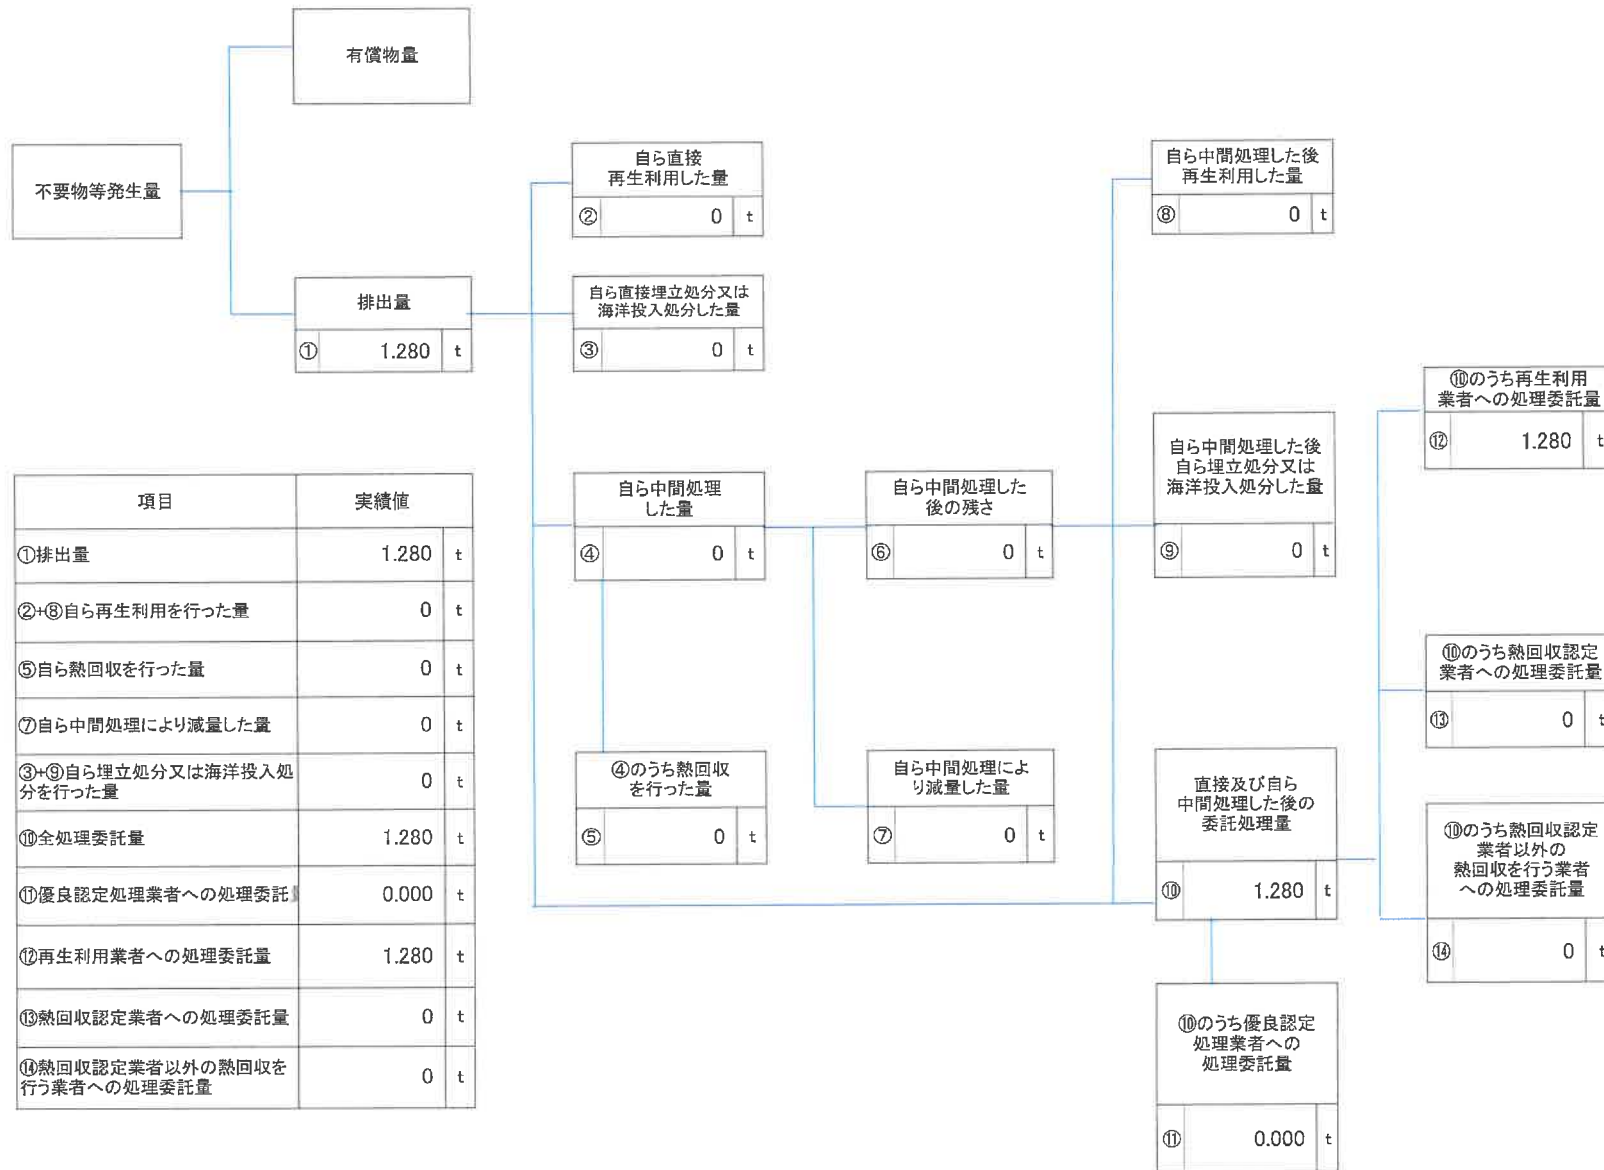 有償物量
不要物等発生量
排出量
① 1.280 t
自ら直接
再生利用した量
② 0 t
自ら直接埋立処分又は
海洋投入処分した量
③ 0 t
自ら中間処理
した量
④ 0 t
④のうち熱回収
を行った量
⑤ 0 t
自ら中間処理した
後の残さ
⑥ 0 t
自ら中間処理によ
り減量した量
⑦ 0 t
自ら中間処理した後
再生利用した量
⑧ 0 t
自ら中間処理した後
自ら埋立処分又は
海洋投入処分した量
⑨ 0 t
直接及び自ら
中間処理した後の
委託処理量
⑩ 1.280 t
⑩のうち優良認定
処理業者への
処理委託量
⑪ 0.000 t
⑩のうち再生利用
業者への処理委託量
⑫ 1.280 t
⑩のうち熱回収認定
業者への処理委託量
⑬ 0 t
⑩のうち熱回収認定
業者以外の
熱回収を行う業者
への処理委託量
⑭ 0 t
項目 実績値
①排出量 1.280 t
②+⑧自ら再生利用を行った量 0 t
⑤自ら熱回収を行った量 0 t
⑦自ら中間処理により減量した量 0 t
③+⑨自ら埋立処分又は海洋投入処
分を行った量 0 t
⑩全処理委託量 1.280 t
⑪優良認定処理業者への処理委託 0.000 t
⑫再生利用業者への処理委託量 1.280 t
⑬熱回収認定業者への処理委託量 0 t
⑭熱回収認定業者以外の熱回収を
行う業者への処理委託量 0 t